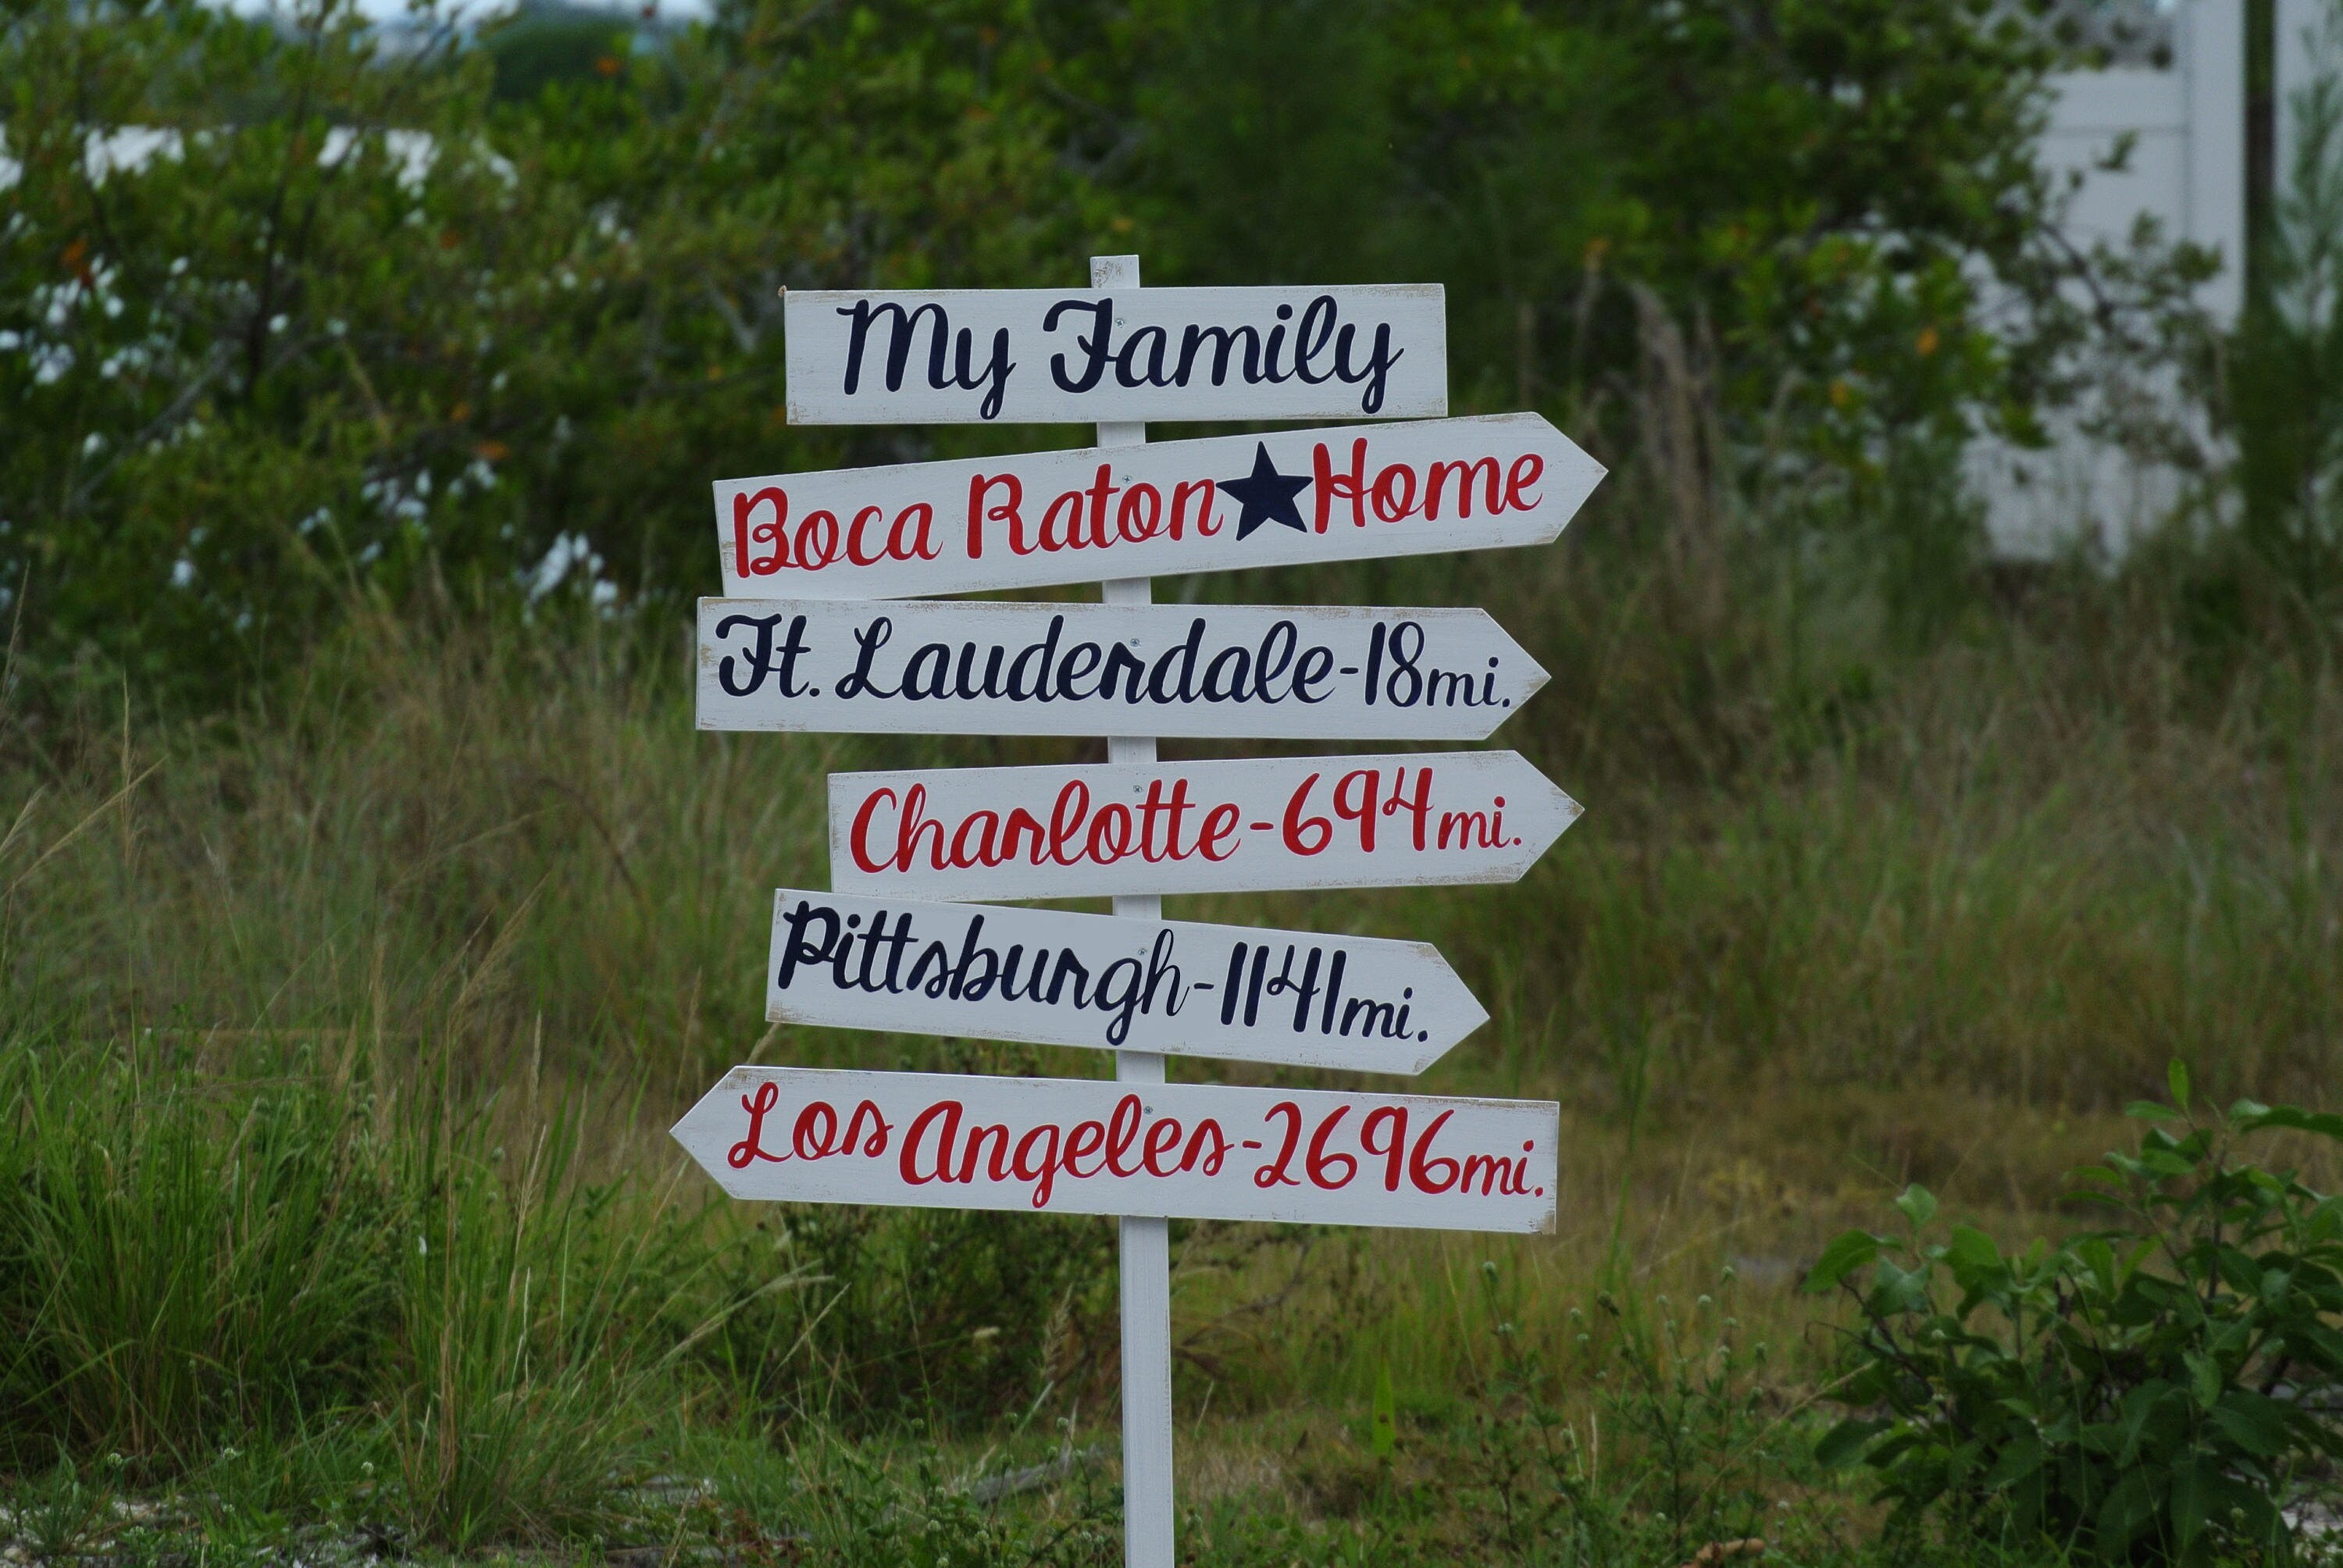 My Family
Boca Raton★Home
Ft. Lauderdale-18mi.
Charlotte-694mi.
Pittsburgh-1141mi.
Los Angeles-2696mi.